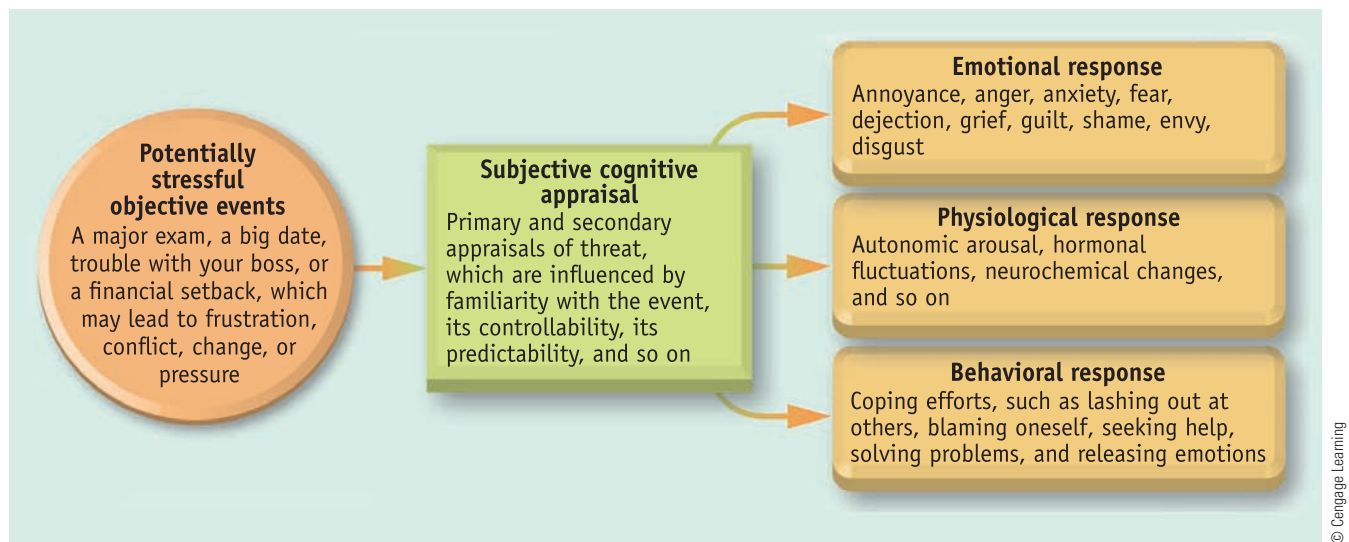 Potentially
stressful
objective events
A major exam, a big date,
trouble with your boss, or
a financial setback, which
may lead to frustration,
conflict, change, or
pressure
Subjective cognitive
appraisal
Primary and secondary
appraisals of threat,
which are influenced by
familiarity with the event,
its controllability, its
predictability, and so on
Emotional response
Annoyance, anger, anxiety, fear,
dejection, grief, guilt, shame, envy,
disgust
Physiological response
Autonomic arousal, hormonal
fluctuations, neurochemical changes,
and so on
Behavioral response
Coping efforts, such as lashing out at
others, blaming oneself, seeking help,
solving problems, and releasing emotions
© Cengage Learning